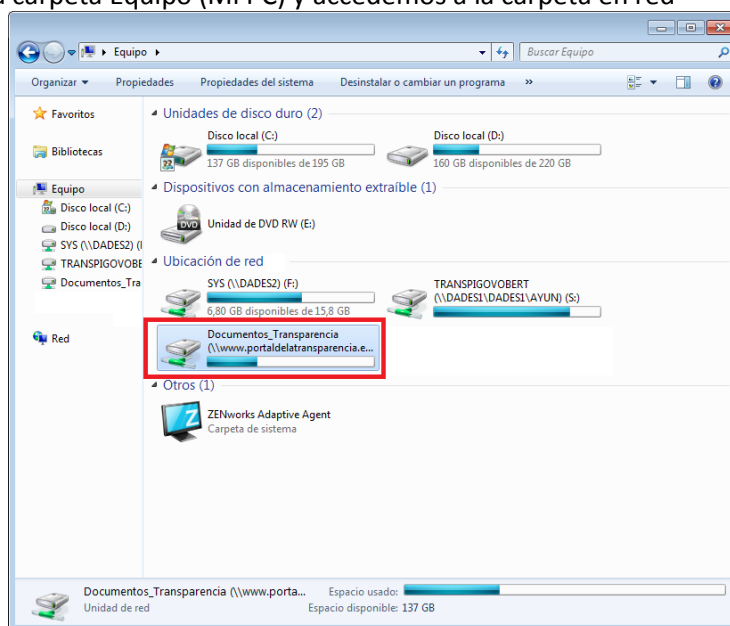 carpeta Equipo (MI PC) y accedemos a la carpeta en red
Equipo
Buscar Equipo
Organizar Propiedades Propiedades del sistema Desinstalar o cambiar un programa »
Favoritos
Bibliotecas
Equipo
Disco local (C:)
Disco local (D:)
SYS (\\DADES2) (
TRANSPIGOVOBE
Documentos_Tra
Red
Unidades de disco duro (2)
Disco local (C:)
137 GB disponibles de 195 GB
Disco local (D:)
160 GB disponibles de 220 GB
Dispositivos con almacenamiento extraíble (1)
DVD
Unidad de DVD RW (E:)
Ubicación de red
SYS (\\DADES2) (F:)
6,80 GB disponibles de 15,8 GB
TRANSPIGOVOBERT
(\\DADES1\DADES1\AYUN) (S:)
Documentos_Transparencia
(\\www.portaldelatransparencia.e...
Otros (1)
Z
ZENworks Adaptive Agent
Carpeta de sistema
Documentos_Transparencia (\\www.porta... Espacio usado:
Unidad de red Espacio disponible: 137 GB